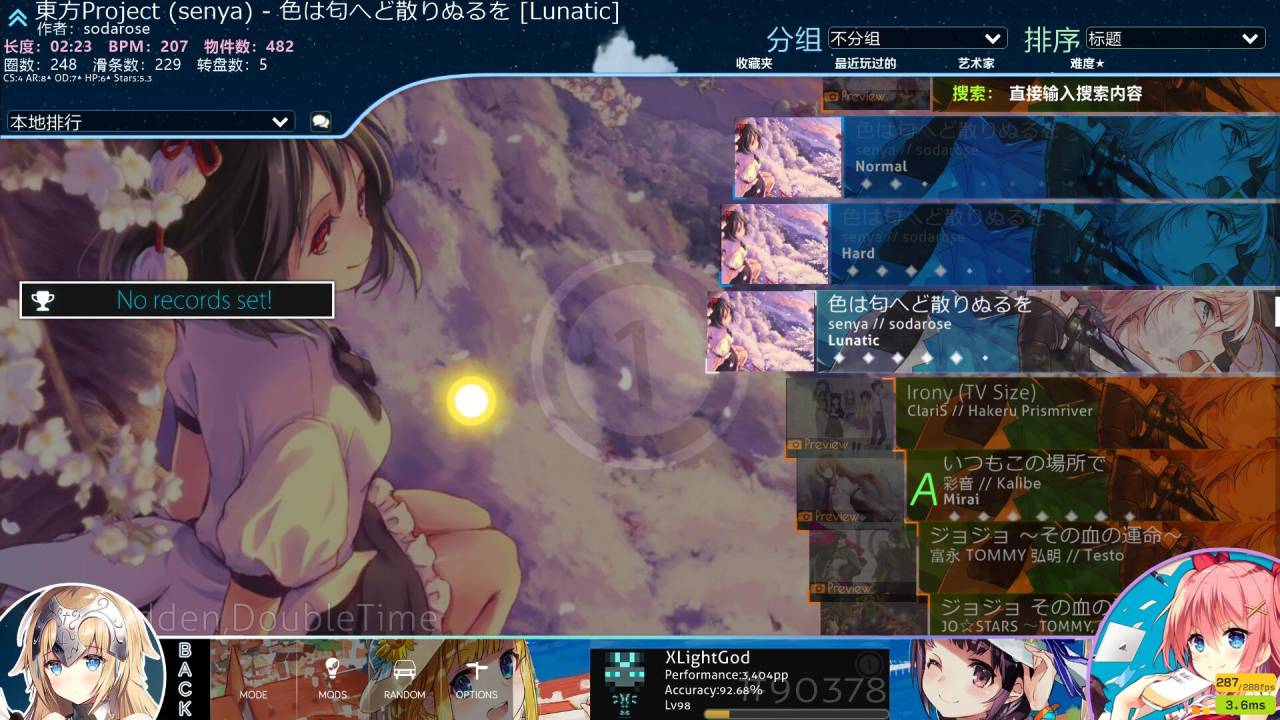 東方Project (senya) - 色は匂へど散りぬるを [Lunatic]
作者: sodarose
长度: 02:23 BPM: 207 物件数: 482
圈数: 248 滑条数: 229 转盘数: 5
CS:4 AR:8▲ OD:7▲ HP:6▲ Stars:5.3
本地排行
分组 不分组
排序 标题
收藏夹 最近玩过的 艺术家 难度★
搜索: 直接输入搜索内容
Preview
色は匂へど散りぬるを
senya // sodarose
Normal
色は匂へど散りぬるを
senya // sodarose
Hard
色は匂へど散りぬるを
senya // sodarose
Lunatic
No records set!
1
Irony (TV Size)
ClariS // Hakeru Prismriver
Preview
A
いつもこの場所で
彩音 // Kalibe
Mirai
Preview
ジョジョ ～その血の運命～
富永 TOMMY 弘明 // Testo
Preview
ジョジョ その血の
JO☆STARS ～TOMMY,
dden,DoubleTime
BACK
MODE
MODS
RANDOM
OPTIONS
XLightGod
Performance:3,404pp
Accuracy:92.68%
Lv98
#90378
1
287/288fps
3.6ms